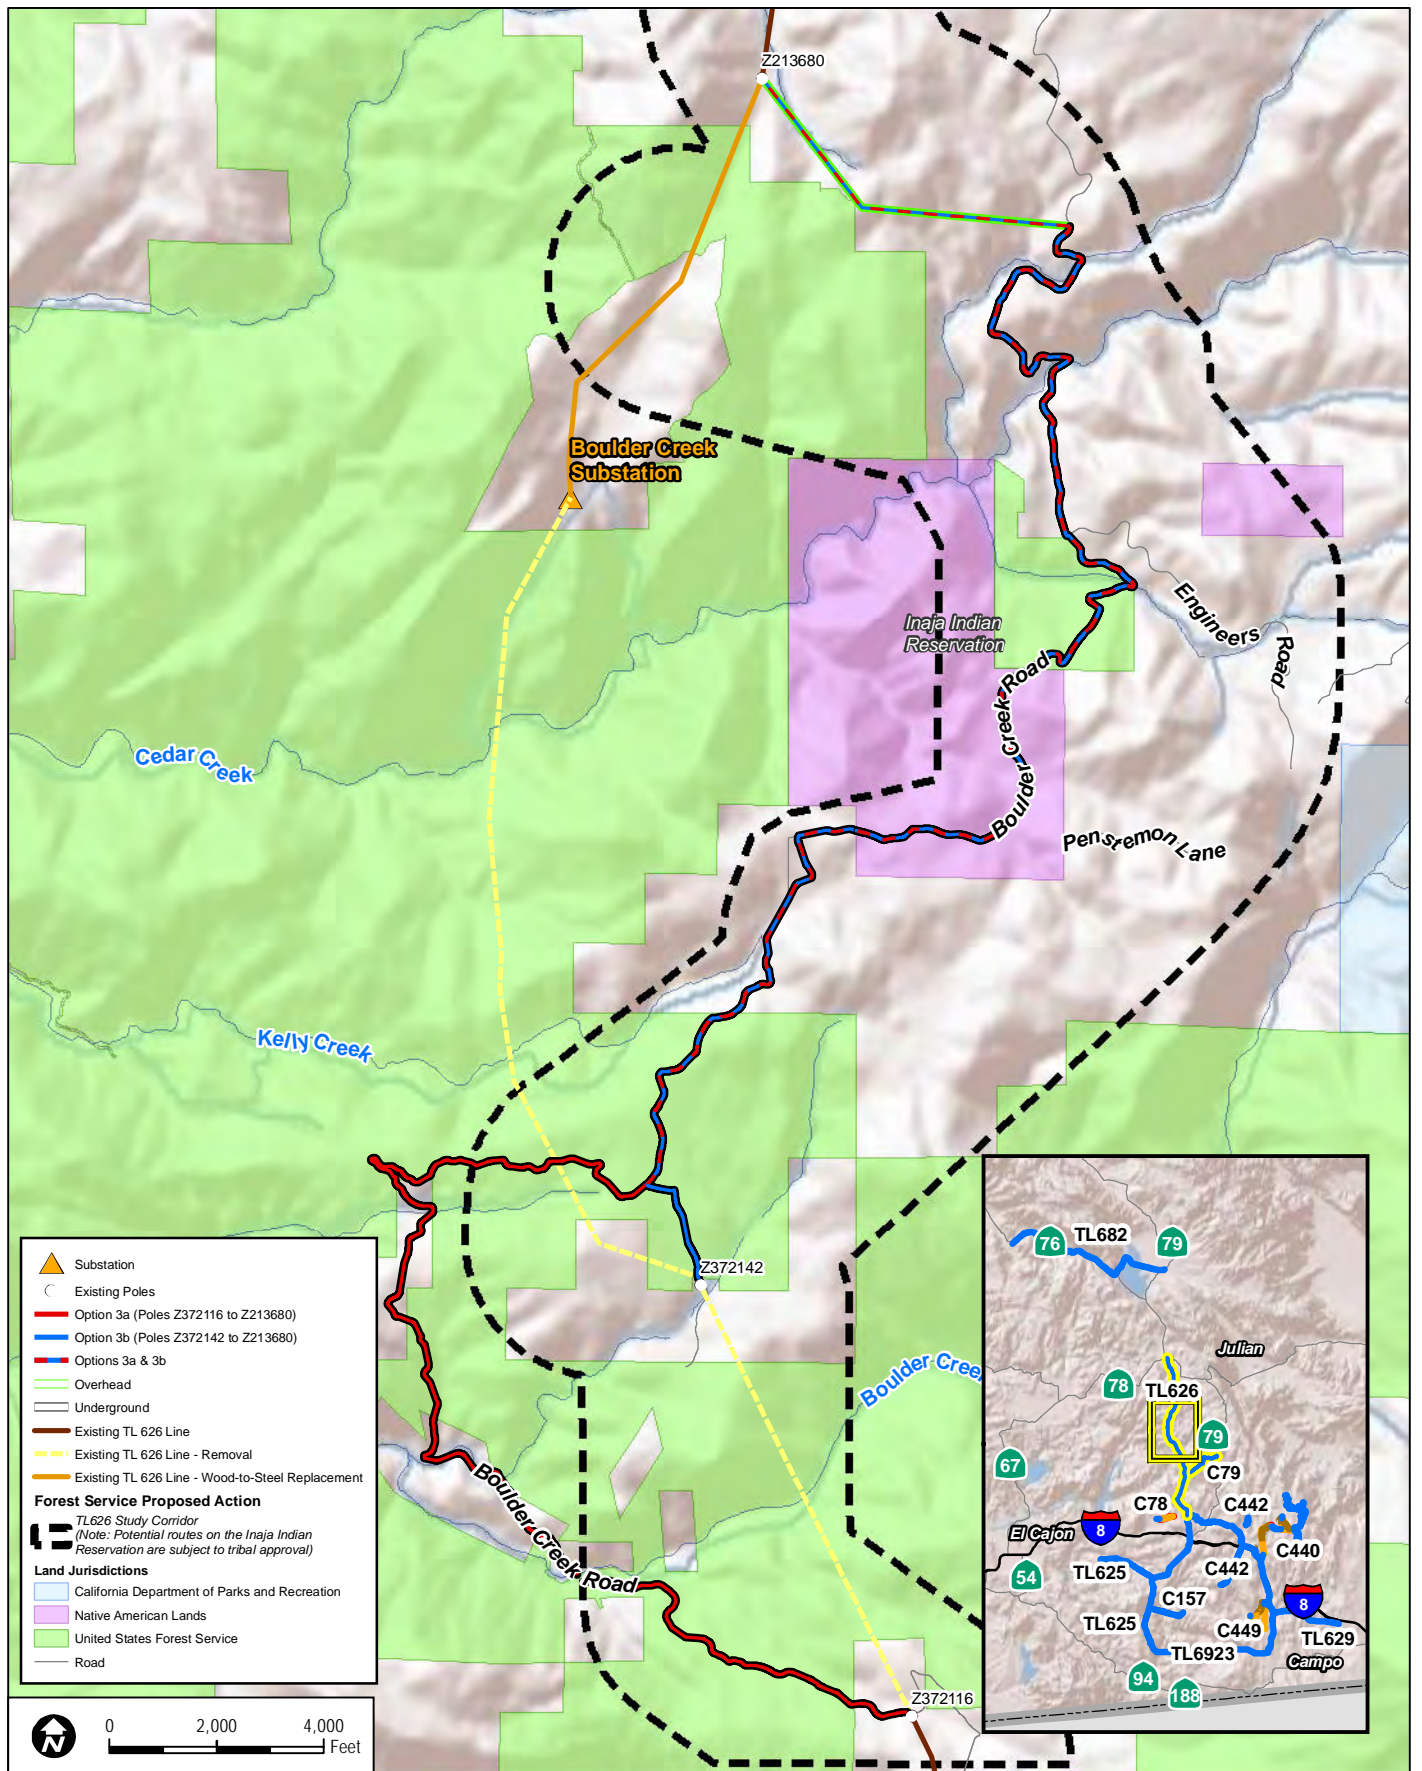 Z213680
Boulder Creek
Substation
Inaja Indian
Reservation
Engineers
Road
Boulder Creek Road
Penstemon Lane
Cedar Creek
Kelly Creek
Z372142
Boulder Cree
Boulder Creek Road
Z372116
Substation
Existing Poles
Option 3a (Poles Z372116 to Z213680)
Option 3b (Poles Z372142 to Z213680)
Options 3a & 3b
Overhead
Underground
Existing TL 626 Line
Existing TL 626 Line - Removal
Existing TL 626 Line - Wood-to-Steel Replacement
Forest Service Proposed Action
TL626 Study Corridor
(Note: Potential routes on the Inaja Indian
Reservation are subject to tribal approval)
Land Jurisdictions
California Department of Parks and Recreation
Native American Lands
United States Forest Service
Road
N
0 2,000 4,000
Feet
76
TL682
79
Julian
78
TL626
79
67
C79
C78
C442
El Cajon
8
C440
54
TL625
C442
C157
8
TL625
C449
TL629
TL6923
Campo
94
188